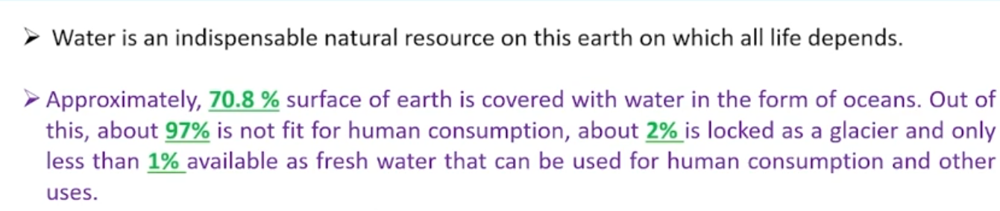 ➢ Water is an indispensable natural resource on this earth on which all life depends.
➢ Approximately, 70.8 % surface of earth is covered with water in the form of oceans. Out of
this, about 97% is not fit for human consumption, about 2% is locked as a glacier and only
less than 1% available as fresh water that can be used for human consumption and other
uses.